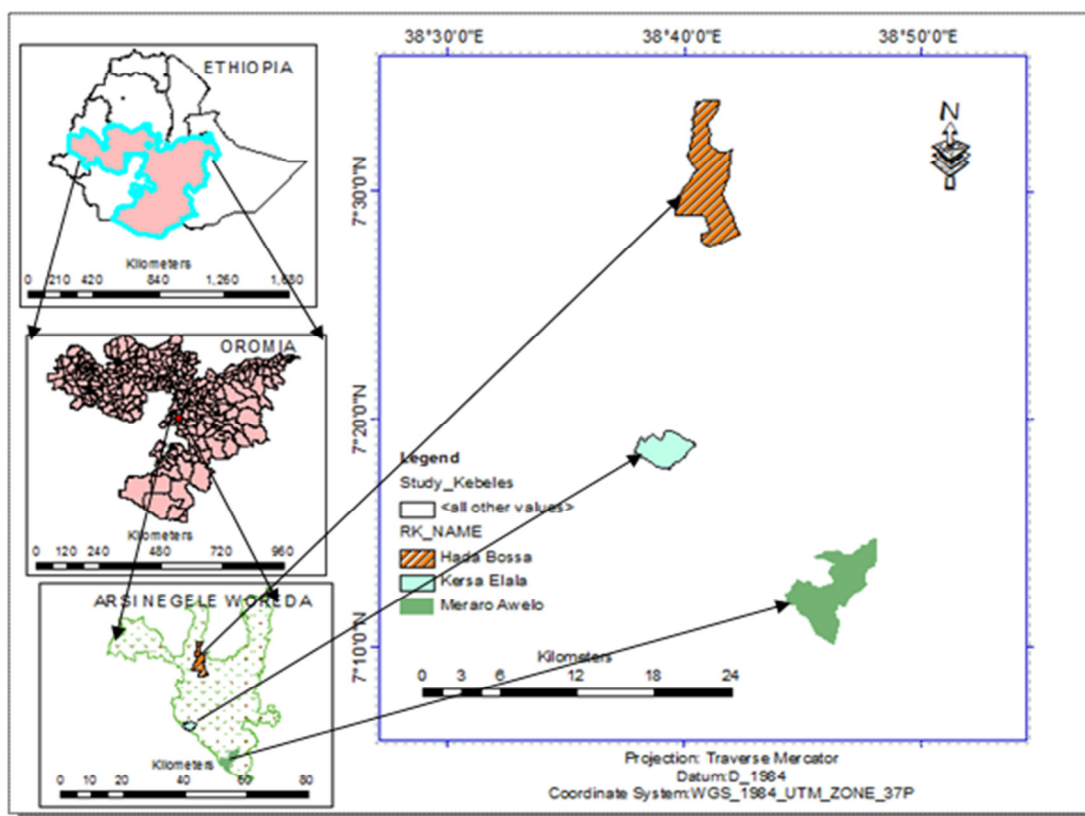 ETHIOPIA
Kilometers
0 210 420 840 1,260 1,680
OROMIA
Kilometers
0 120 240 480 720 960
ARSI NEGELE WOREDA
Kilometers
0 10 20 40 60 80
38°30'0"E 38°40'0"E 38°50'0"E
N
7°30'0"N
7°20'0"N
7°10'0"N
Legend
Study_Kebeles
<all other values>
RK_NAME
Hada Bossa
Kersa Elala
Meraro Awelo
Kilometers
0 3 6 12 18 24
Projection: Traverse Mercator
Datum:D_1984
Coordinate System:WGS_1984_UTM_ZONE_37P